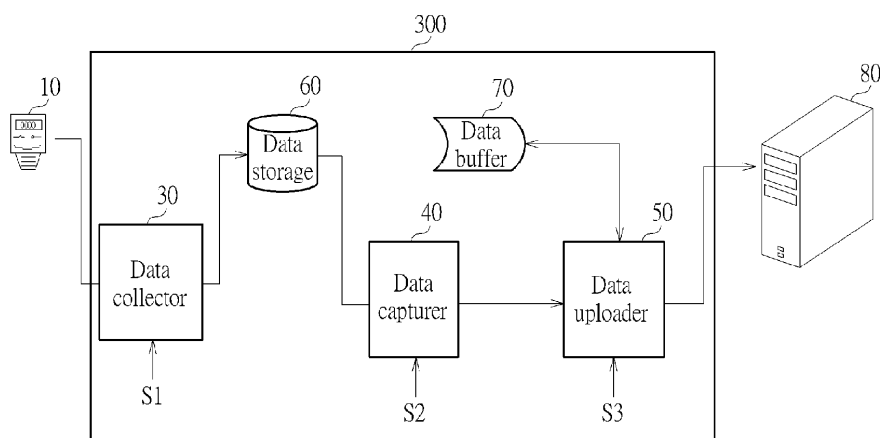 300
10
60
70
80
Data
storage
Data
buffer
30
40
50
Data
collector
Data
capturer
Data
uploader
S1
S2
S3